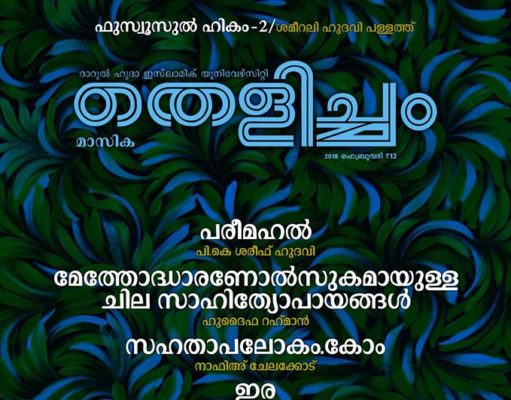 ഫുസ്വൂസുൽ ഹികം-2/ശമീറലി ഹുദവി പള്ളത്ത്
ദാറുൽ ഹുദാ ഇസ്‌ലാമിക് യൂനിവേഴ്‌സിറ്റി
തെളിച്ചം
മാസിക
2018 ഫെബ്രുവരി ₹12
പരീമഹൽ
പി.കെ ശരീഫ് ഹുദവി
മേത്തോദ്ധാരണോൽസുകമായുള്ള
ചില സാഹിത്യോപായങ്ങൾ
ഹുദൈഫ റഹ്‌മാൻ
സഹതാപലോകം.കോം
നാഫിഅ് ചേലക്കോട്
ഇര